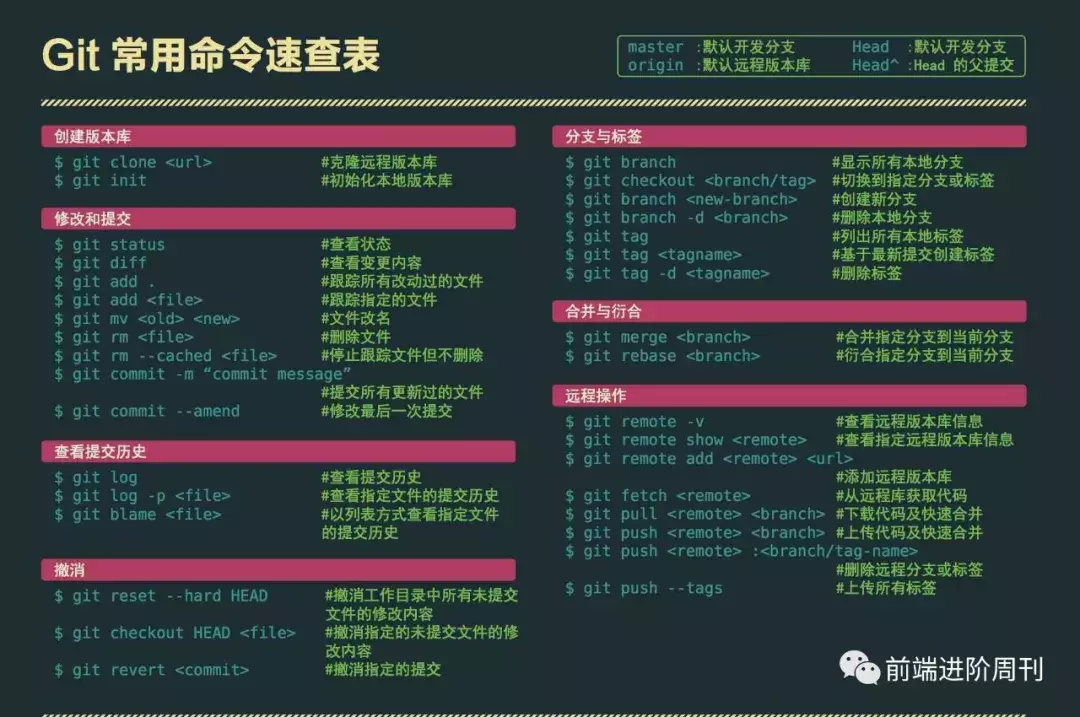 Git 常用命令速查表
master :默认开发分支 Head :默认开发分支
origin :默认远程版本库 Head^ :Head 的父提交
创建版本库
$ git clone <url> #克隆远程版本库
$ git init #初始化本地版本库
修改和提交
$ git status #查看状态
$ git diff #查看变更内容
$ git add . #跟踪所有改动过的文件
$ git add <file> #跟踪指定的文件
$ git mv <old> <new> #文件改名
$ git rm <file> #删除文件
$ git rm --cached <file> #停止跟踪文件但不删除
$ git commit -m “commit message”
#提交所有更新过的文件
$ git commit --amend #修改最后一次提交
查看提交历史
$ git log #查看提交历史
$ git log -p <file> #查看指定文件的提交历史
$ git blame <file> #以列表方式查看指定文件
的提交历史
撤消
$ git reset --hard HEAD #撤消工作目录中所有未提交
文件的修改内容
$ git checkout HEAD <file> #撤消指定的未提交文件的修
改内容
$ git revert <commit> #撤消指定的提交
分支与标签
$ git branch #显示所有本地分支
$ git checkout <branch/tag> #切换到指定分支或标签
$ git branch <new-branch> #创建新分支
$ git branch -d <branch> #删除本地分支
$ git tag #列出所有本地标签
$ git tag <tagname> #基于最新提交创建标签
$ git tag -d <tagname> #删除标签
合并与衍合
$ git merge <branch> #合并指定分支到当前分支
$ git rebase <branch> #衍合指定分支到当前分支
远程操作
$ git remote -v #查看远程版本库信息
$ git remote show <remote> #查看指定远程版本库信息
$ git remote add <remote> <url>
#添加远程版本库
$ git fetch <remote> #从远程库获取代码
$ git pull <remote> <branch> #下载代码及快速合并
$ git push <remote> <branch> #上传代码及快速合并
$ git push <remote> :<branch/tag-name>
#删除远程分支或标签
$ git push --tags #上传所有标签
前端进阶周刊